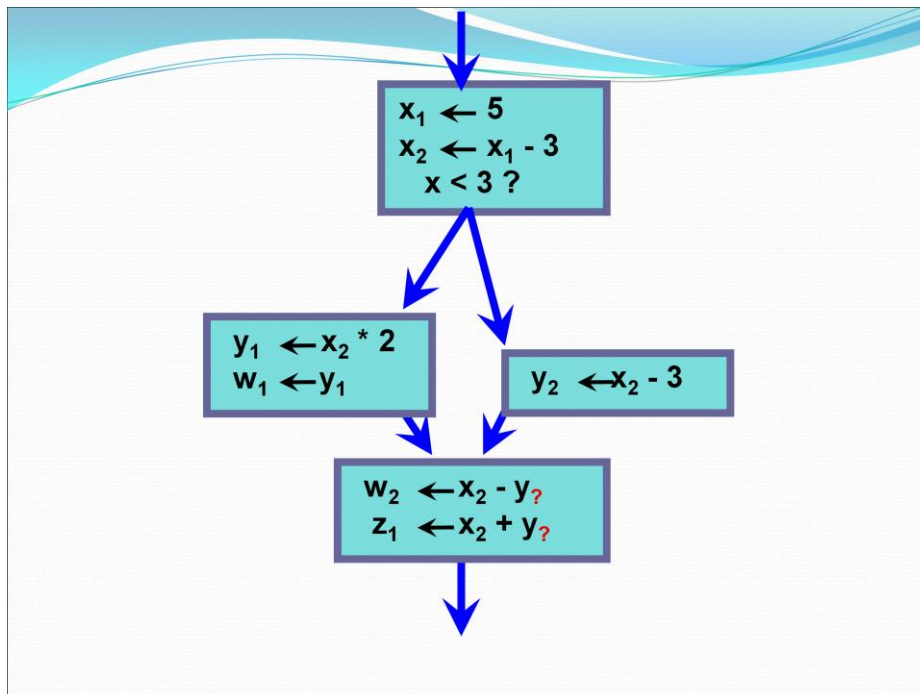 x₁ ← 5
x₂ ← x₁ - 3
x < 3 ?
y₁ ← x₂ * 2
w₁ ← y₁
y₂ ← x₂ - 3
w₂ ← x₂ - y?
z₁ ← x₂ + y?